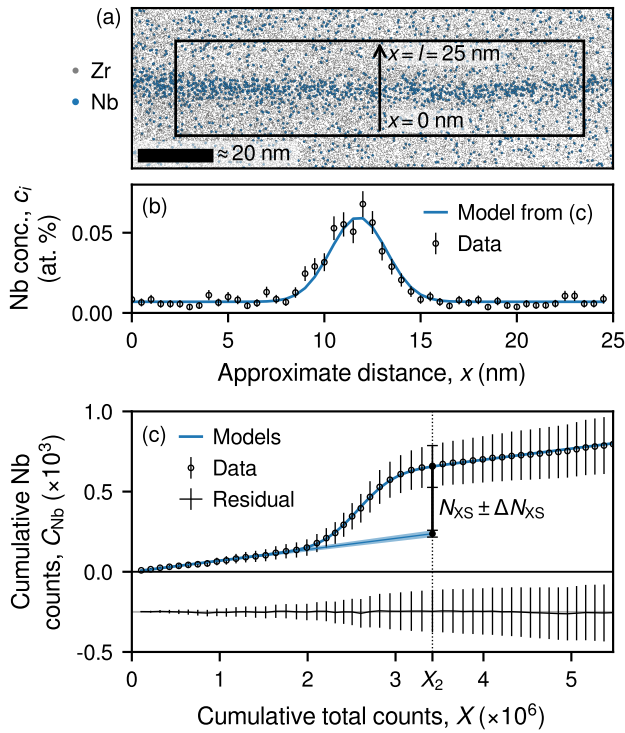 (a)
Zr
Nb
x = l = 25 nm
x = 0 nm
≈ 20 nm
(b)
Nb conc., cᵢ
(at. %)
0.05
0.00
Model from (c)
Data
0 5 10 15 20 25
Approximate distance, x (nm)
(c)
Cumulative Nb
counts, C_Nb (×10³)
1.0
0.5
0.0
-0.5
Models
Data
Residual
N_XS ± ΔN_XS
0 1 2 3 X₂ 4 5
Cumulative total counts, X (×10⁶)